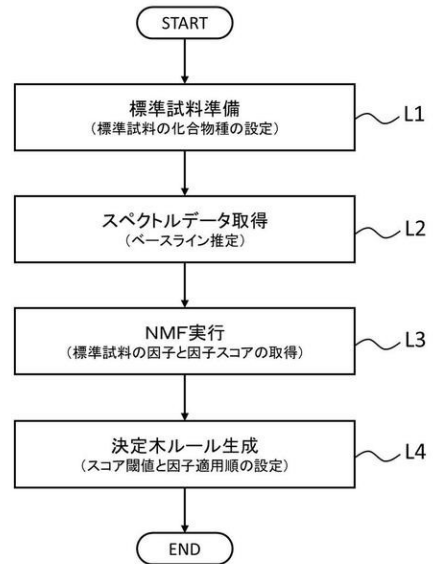 START
標準試料準備
(標準試料の化合物種の設定)
L1
スペクトルデータ取得
(ベースライン推定)
L2
NMF実行
(標準試料の因子と因子スコアの取得)
L3
決定木ルール生成
(スコア閾値と因子適用順の設定)
L4
END